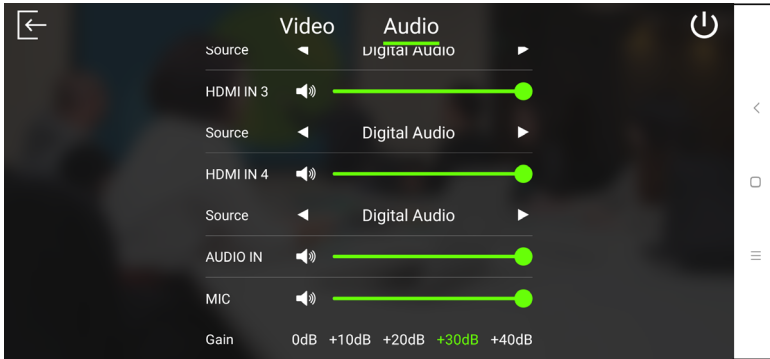 Video Audio
Source Digital Audio
HDMI IN 3
Source Digital Audio
HDMI IN 4
Source Digital Audio
AUDIO IN
MIC
Gain 0dB +10dB +20dB +30dB +40dB